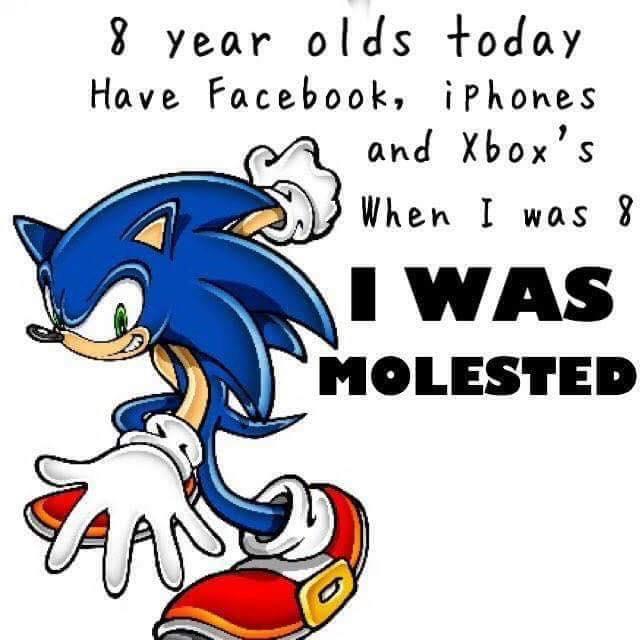 8 year olds today
Have Facebook, iPhones
and Xbox's
When I was 8
I WAS
MOLESTED